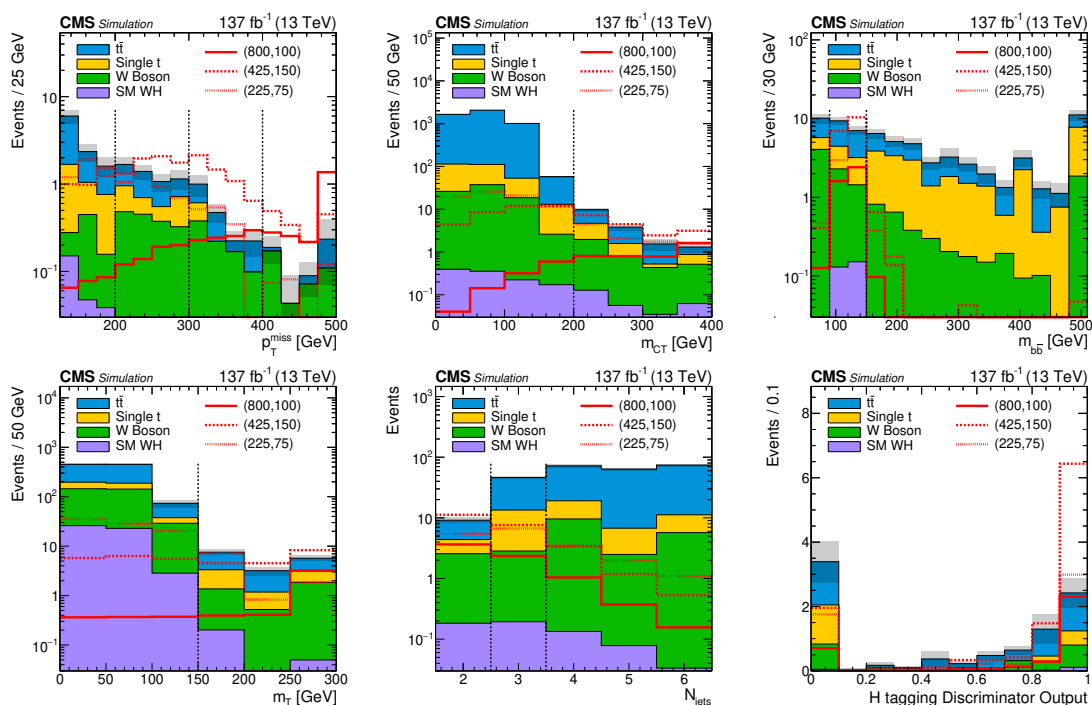 CMS Simulation 137 fb⁻¹ (13 TeV)
Events / 25 GeV
tt̄ (800,100)
Single t (425,150)
W Boson (225,75)
SM WH
10
1
10⁻¹
200 300 400 500
p_T^miss [GeV]
CMS Simulation 137 fb⁻¹ (13 TeV)
Events / 50 GeV
tt̄ (800,100)
Single t (425,150)
W Boson (225,75)
SM WH
10⁵
10⁴
10³
10²
10
1
10⁻¹
0 100 200 300 400
m_CT [GeV]
CMS Simulation 137 fb⁻¹ (13 TeV)
Events / 30 GeV
tt̄ (800,100)
Single t (425,150)
W Boson (225,75)
SM WH
10²
10
1
10⁻¹
100 200 300 400 500
m_bb̄ [GeV]
CMS Simulation 137 fb⁻¹ (13 TeV)
Events / 50 GeV
tt̄ (800,100)
Single t (425,150)
W Boson (225,75)
SM WH
10⁴
10³
10²
10
1
10⁻¹
0 50 100 150 200 250 300
m_T [GeV]
CMS Simulation 137 fb⁻¹ (13 TeV)
Events
tt̄ (800,100)
Single t (425,150)
W Boson (225,75)
SM WH
10³
10²
10
1
10⁻¹
2 3 4 5 6
N_jets
CMS Simulation 137 fb⁻¹ (13 TeV)
Events / 0.1
tt̄ (800,100)
Single t (425,150)
W Boson (225,75)
SM WH
8
6
4
2
0
0 0.2 0.4 0.6 0.8 1
H tagging Discriminator Output